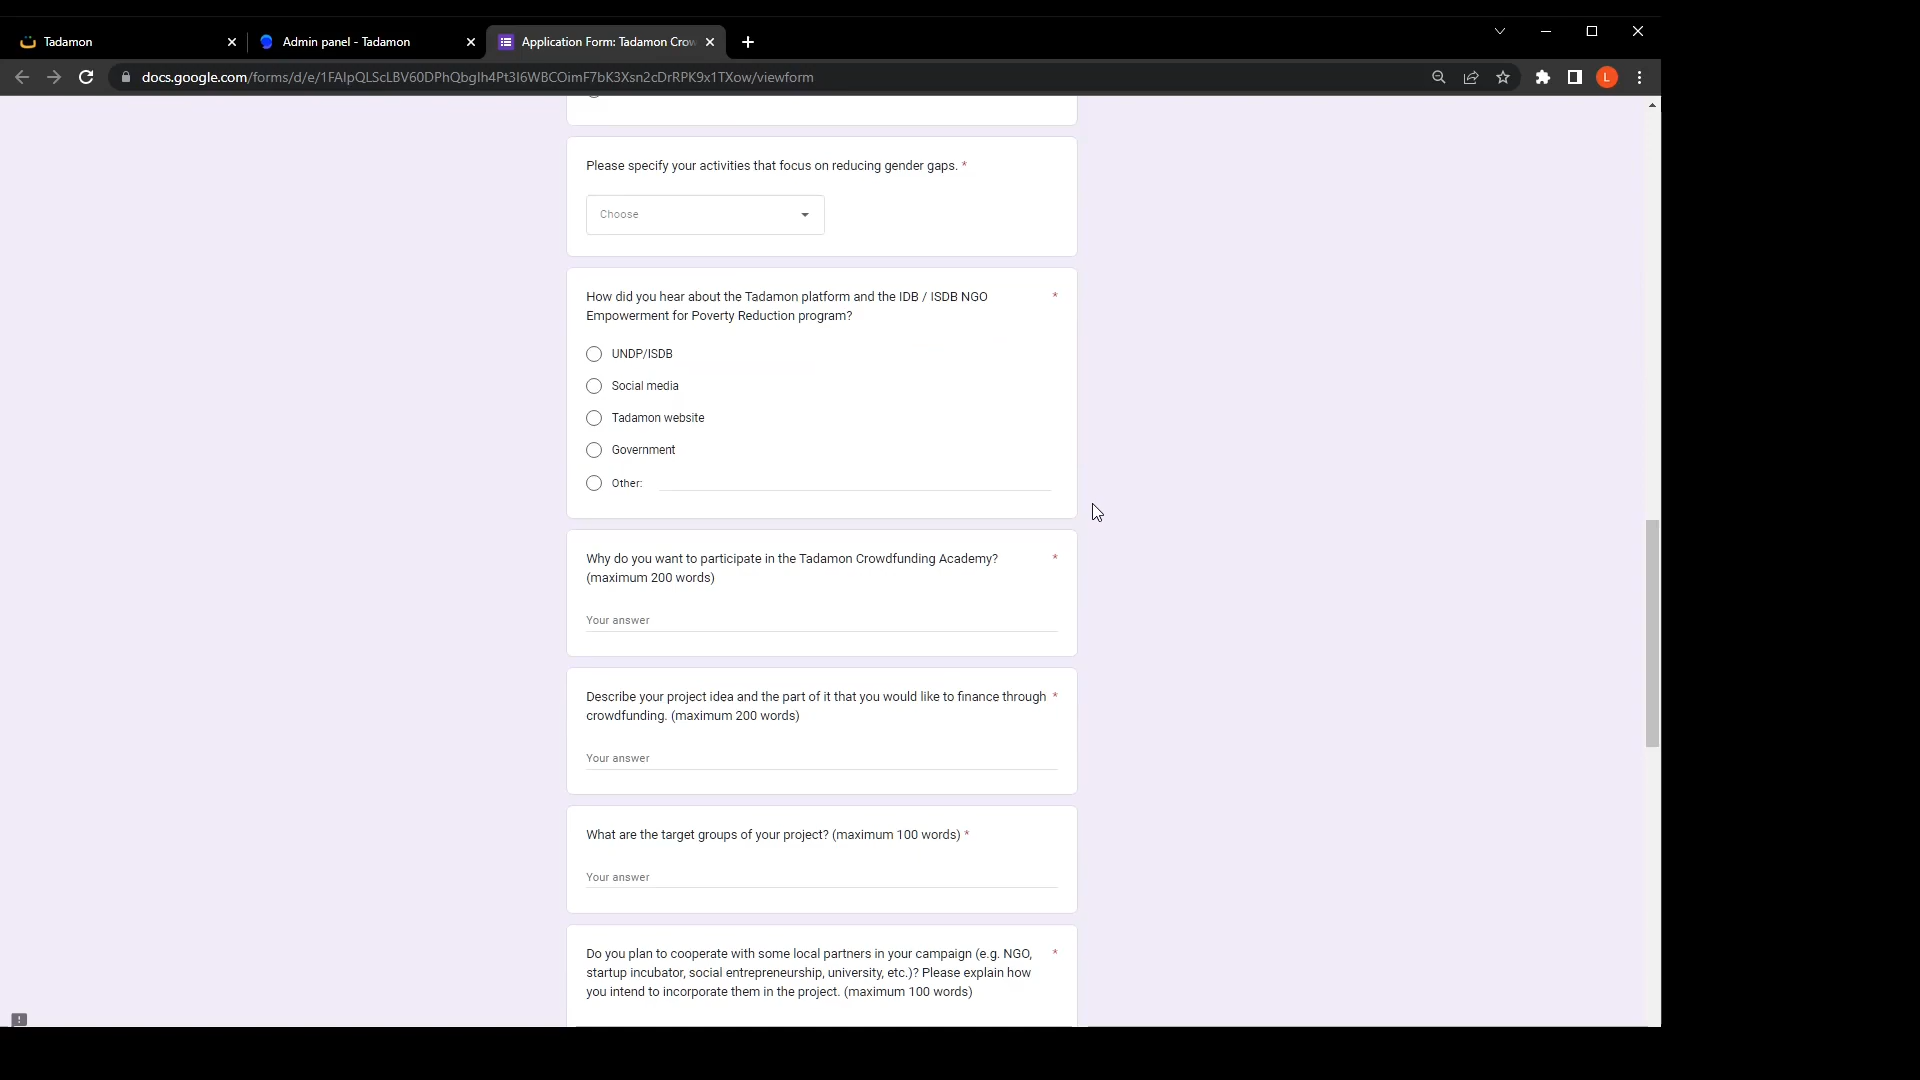 Tadamon
Admin panel - Tadamon
Application Form: Tadamon Crow
docs.google.com/forms/d/e/1FAIpQLScLBV60DPhQbgIh4Pt3I6WBCOimF7bK3Xsn2cDrRPK9x1TXow/viewform
L
Please specify your activities that focus on reducing gender gaps. *
Choose
How did you hear about the Tadamon platform and the IDB / ISDB NGO *
Empowerment for Poverty Reduction program?
UNDP/ISDB
Social media
Tadamon website
Government
Other:
Why do you want to participate in the Tadamon Crowdfunding Academy? *
(maximum 200 words)
Your answer
Describe your project idea and the part of it that you would like to finance through *
crowdfunding. (maximum 200 words)
Your answer
What are the target groups of your project? (maximum 100 words) *
Your answer
Do you plan to cooperate with some local partners in your campaign (e.g. NGO, *
startup incubator, social entrepreneurship, university, etc.)? Please explain how
you intend to incorporate them in the project. (maximum 100 words)